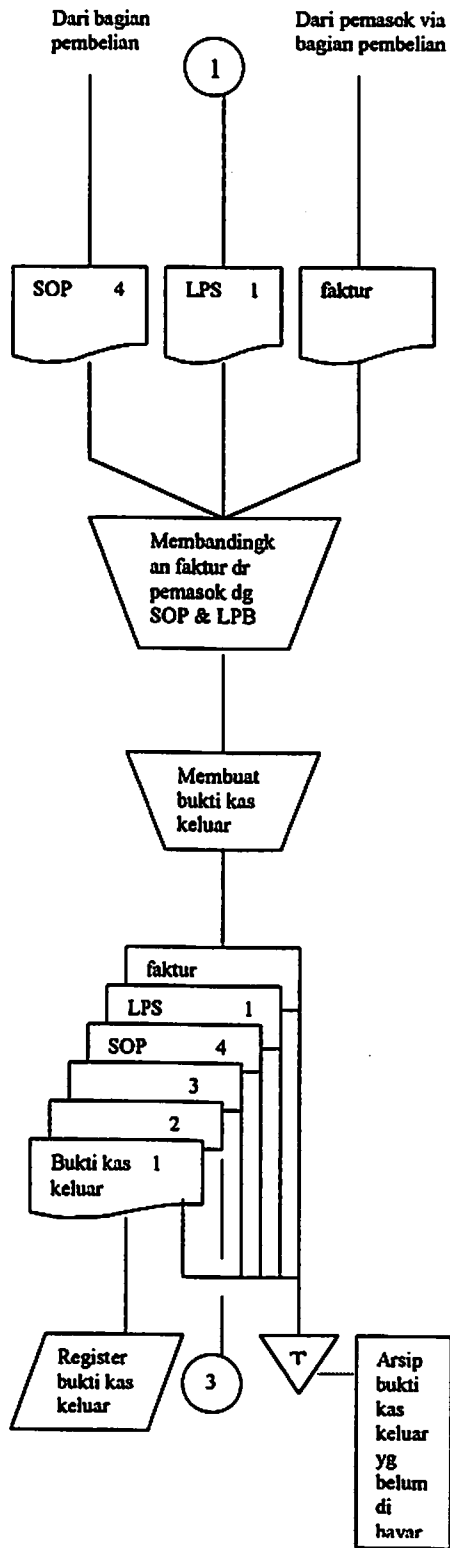 Dari bagian
pembelian
1
Dari pemasok via
bagian pembelian
SOP 4
LPS 1
faktur
Membandingk
an faktur dr
pemasok dg
SOP & LPB
Membuat
bukti kas
keluar
faktur
LPS 1
SOP 4
3
2
Bukti kas 1
keluar
Register
bukti kas
keluar
3
T
Arsip
bukti
kas
keluar
yg
belum
di